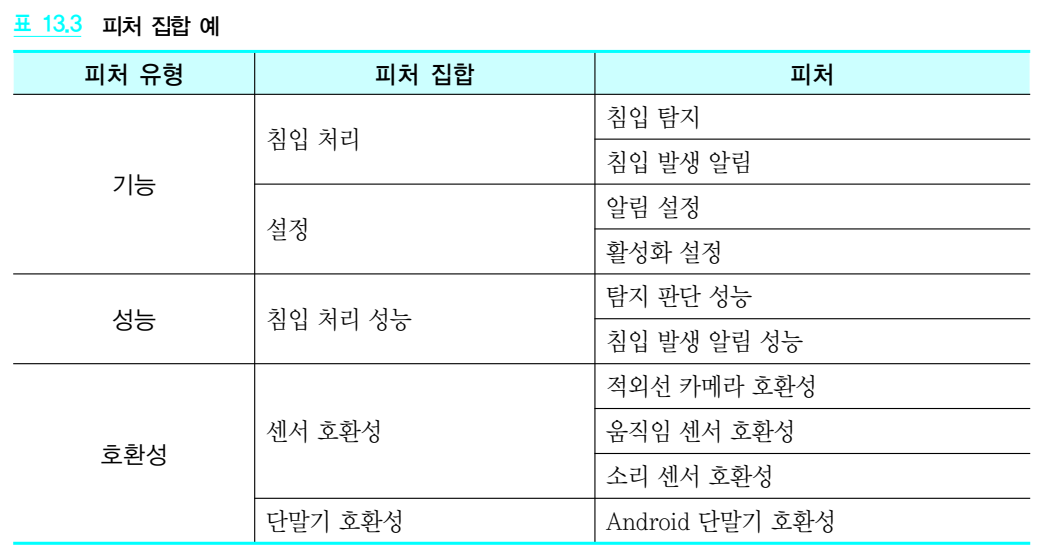 표 13.3 피처 집합 예
피처 유형 피처 집합 피처
기능 침입 처리 침입 탐지
침입 발생 알림
설정 알림 설정
활성화 설정
성능 침입 처리 성능 탐지 판단 성능
침입 발생 알림 성능
호환성 센서 호환성 적외선 카메라 호환성
움직임 센서 호환성
소리 센서 호환성
단말기 호환성 Android 단말기 호환성